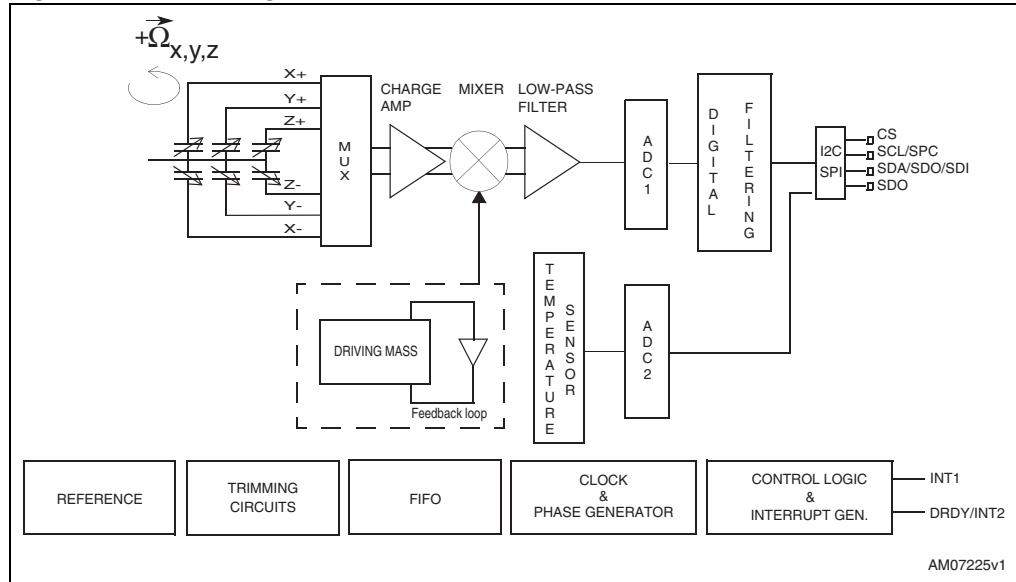 +Ω x,y,z
X+
Y+
Z+
Z-
Y-
X-
MUX
CHARGE
AMP
MIXER
LOW-PASS
FILTER
ADC1
DIGITAL
FILTERING
I2C
SPI
CS
SCL/SPC
SDA/SDO/SDI
SDO
DRIVING MASS
Feedback loop
TEMPERATURE
SENSOR
ADC2
REFERENCE
TRIMMING
CIRCUITS
FIFO
CLOCK
&
PHASE GENERATOR
CONTROL LOGIC
&
INTERRUPT GEN.
INT1
DRDY/INT2
AM07225v1